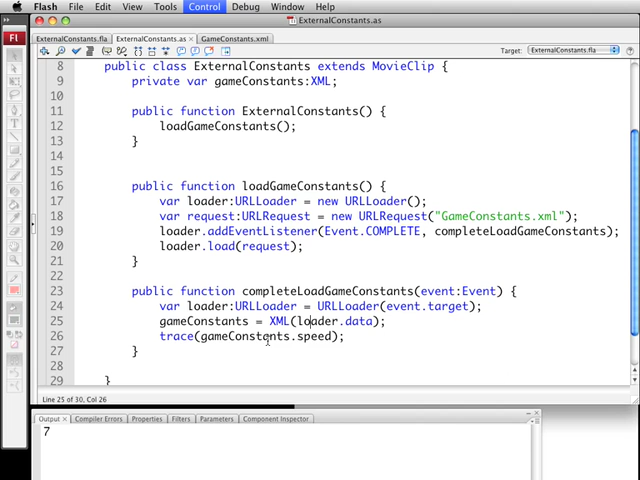 Flash File Edit View Debug Control Debug Window Help
ExternalConstants.as
ExternalConstants.fla ExternalConstants.as GameConstants.xml
Target: ExternalConstants.fla
Fl
8 public class ExternalConstants extends MovieClip {
9 private var gameConstants:XML;
10
11 public function ExternalConstants() {
12 loadGameConstants();
13 }
14
15
16 public function loadGameConstants() {
17 var loader:URLLoader = new URLLoader();
18 var request:URLRequest = new URLRequest("GameConstants.xml");
19 loader.addEventListener(Event.COMPLETE, completeLoadGameConstants);
20 loader.load(request);
21 }
22
23 public function completeLoadGameConstants(event:Event) {
24 var loader:URLLoader = URLLoader(event.target);
25 gameConstants = XML(loader.data);
26 trace(gameConstants.speed);
27 }
28
29 }
Line 25 of 30, Col 26
Output Compiler Errors Properties Filters Parameters Component Inspector
7